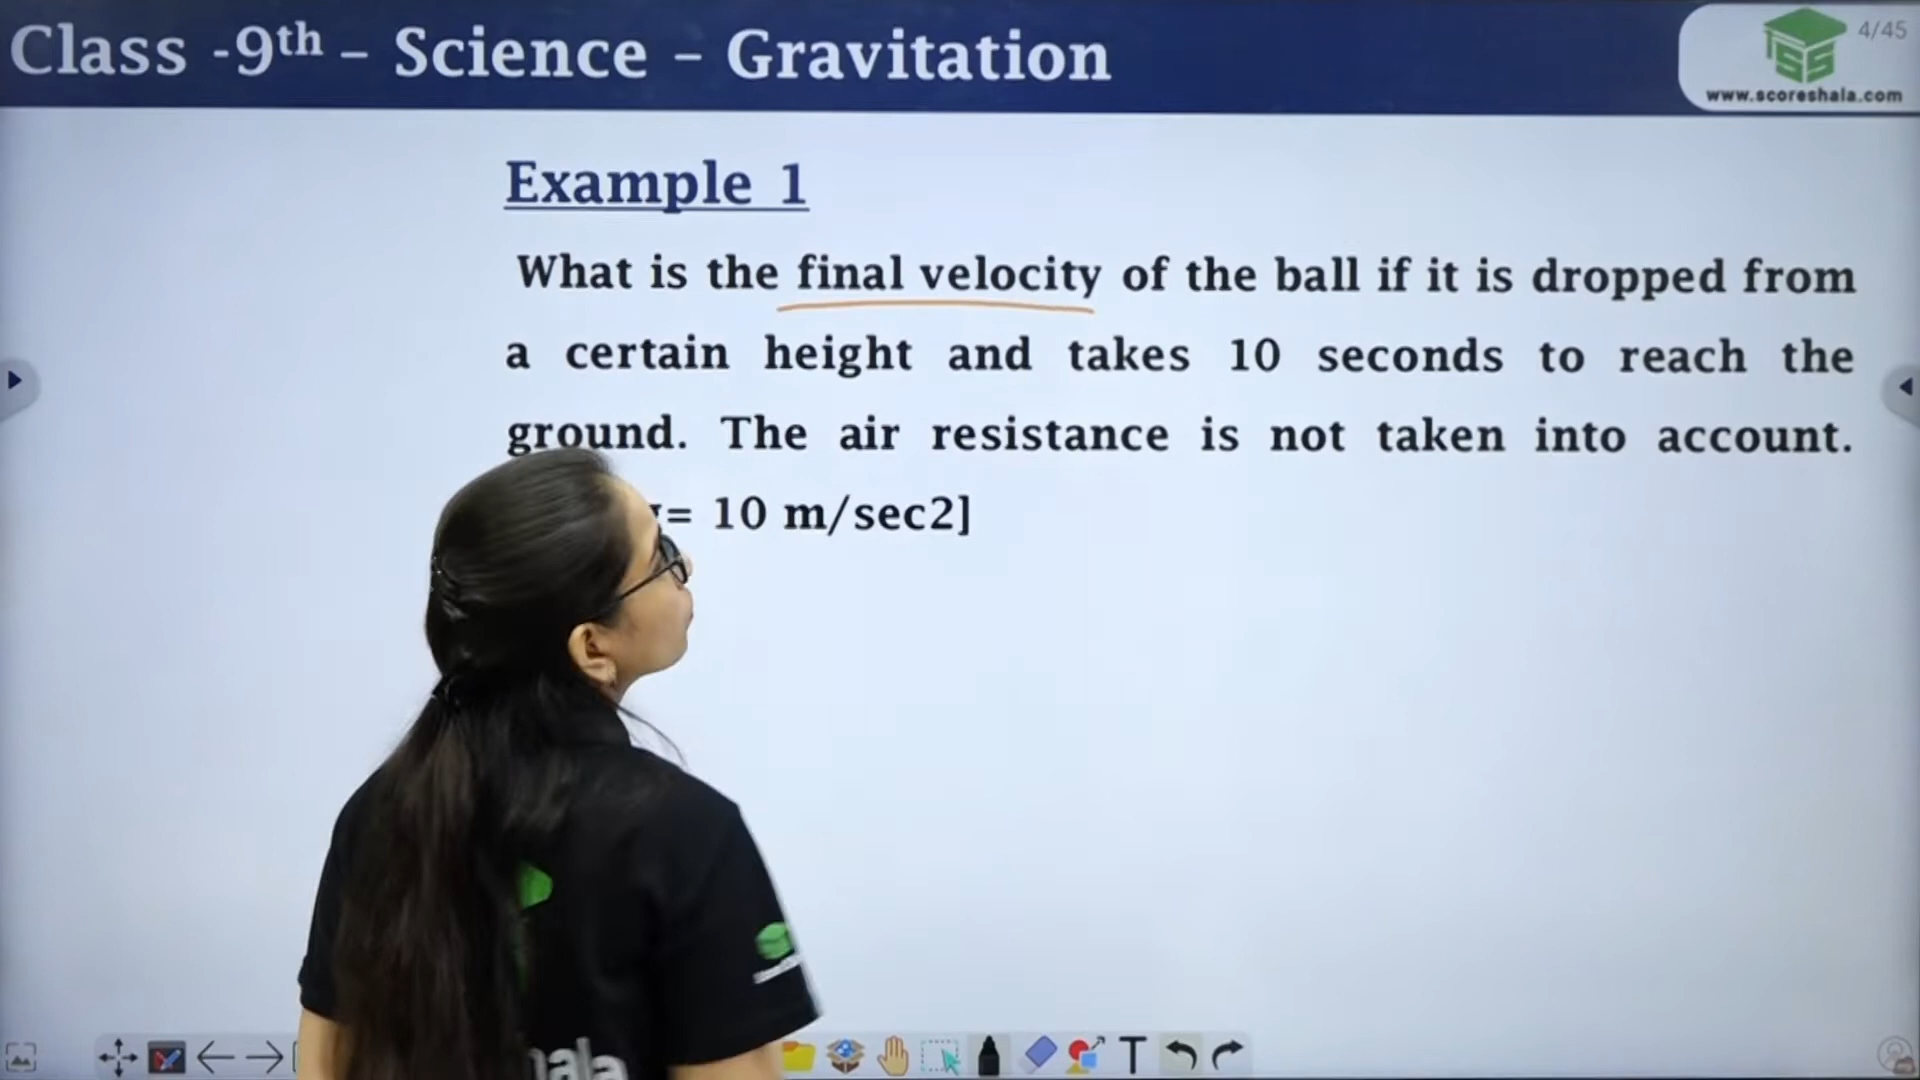 Class -9th – Science – Gravitation
4/45
www.scoreshala.com
Example 1
What is the final velocity of the ball if it is dropped from
a certain height and takes 10 seconds to reach the
ground. The air resistance is not taken into account.
= 10 m/sec2]